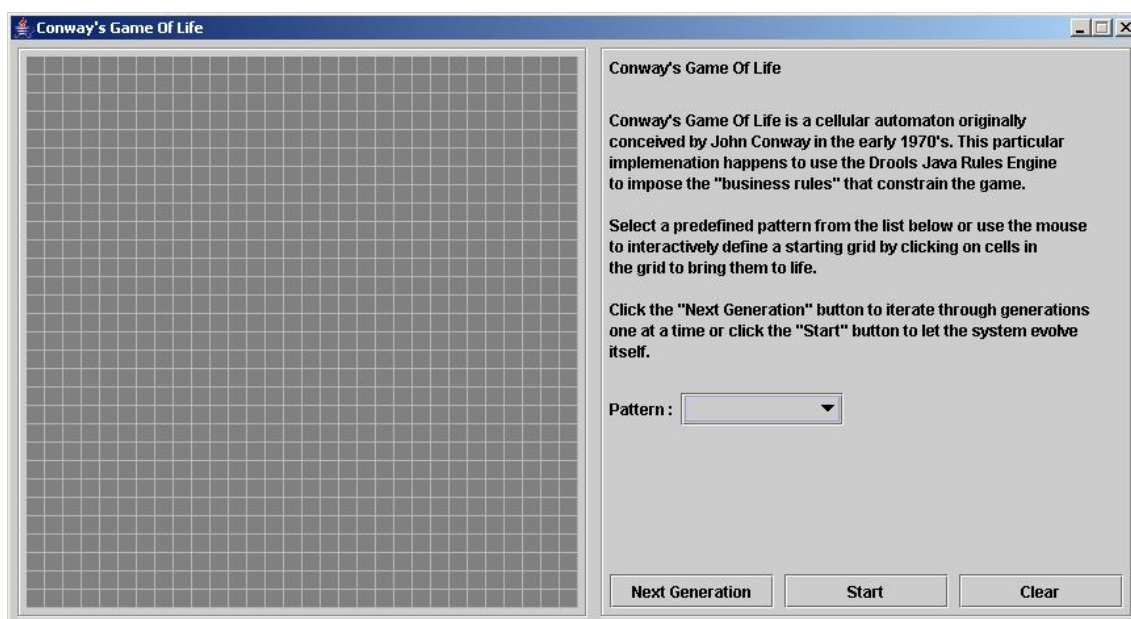 Conway's Game Of Life
Conway's Game Of Life
Conway's Game Of Life is a cellular automaton originally
conceived by John Conway in the early 1970's. This particular
implemenation happens to use the Drools Java Rules Engine
to impose the "business rules" that constrain the game.
Select a predefined pattern from the list below or use the mouse
to interactively define a starting grid by clicking on cells in
the grid to bring them to life.
Click the "Next Generation" button to iterate through generations
one at a time or click the "Start" button to let the system evolve
itself.
Pattern :
Next Generation Start Clear